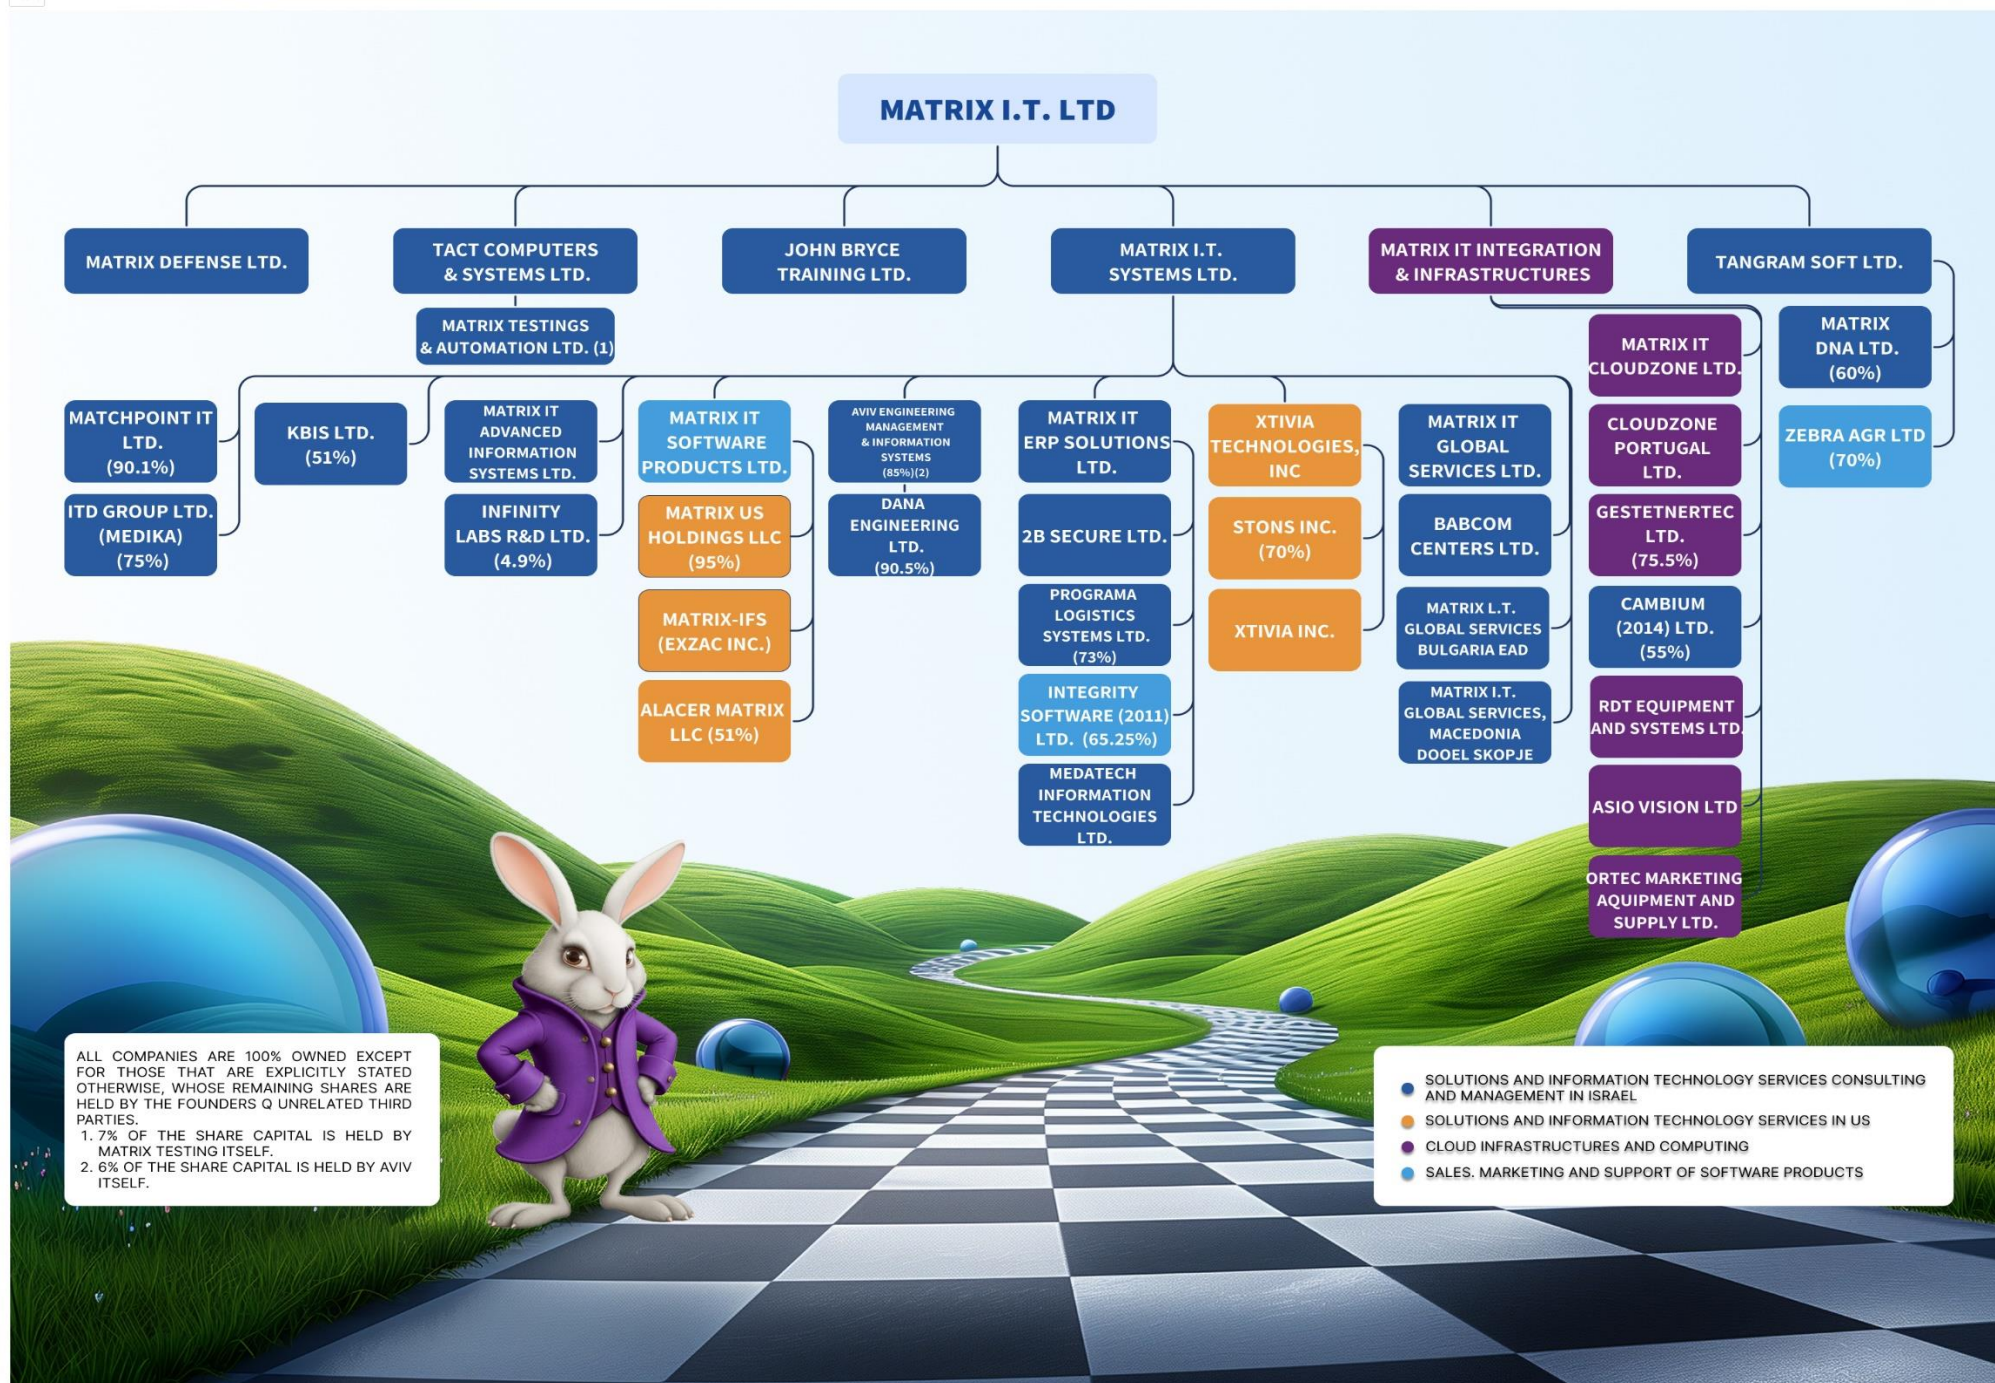 MATRIX I.T. LTD
MATRIX DEFENSE LTD.
TACT COMPUTERS
& SYSTEMS LTD.
JOHN BRYCE
TRAINING LTD.
MATRIX I.T.
SYSTEMS LTD.
MATRIX IT INTEGRATION
& INFRASTRUCTURES
TANGRAM SOFT LTD.
MATRIX TESTINGS
& AUTOMATION LTD. (1)
MATCHPOINT IT
LTD.
(90.1%)
ITD GROUP LTD.
(MEDIKA)
(75%)
KBIS LTD.
(51%)
MATRIX IT
ADVANCED
INFORMATION
SYSTEMS LTD.
INFINITY
LABS R&D LTD.
(4.9%)
MATRIX IT
SOFTWARE
PRODUCTS LTD.
MATRIX US
HOLDINGS LLC
(95%)
MATRIX-IFS
(EXZAC INC.)
ALACER MATRIX
LLC (51%)
AVIV ENGINEERING
MANAGEMENT
& INFORMATION
SYSTEMS
(85%)(2)
DANA
ENGINEERING
LTD.
(90.5%)
MATRIX IT
ERP SOLUTIONS
LTD.
2B SECURE LTD.
PROGRAMA
LOGISTICS
SYSTEMS LTD.
(73%)
INTEGRITY
SOFTWARE (2011)
LTD. (65.25%)
MEDATECH
INFORMATION
TECHNOLOGIES
LTD.
XTIVIA
TECHNOLOGIES,
INC
STONS INC.
(70%)
XTIVIA INC.
MATRIX IT
GLOBAL
SERVICES LTD.
BABCOM
CENTERS LTD.
MATRIX L.T.
GLOBAL SERVICES
BULGARIA EAD
MATRIX I.T.
GLOBAL SERVICES,
MACEDONIA
DOOEL SKOPJE
MATRIX IT
CLOUDZONE LTD.
CLOUDZONE
PORTUGAL
LTD.
GESTETNERTEC
LTD.
(75.5%)
CAMBIUM
(2014) LTD.
(55%)
RDT EQUIPMENT
AND SYSTEMS LTD.
ASIO VISION LTD
ORTEC MARKETING
AQUIPMENT AND
SUPPLY LTD.
MATRIX
DNA LTD.
(60%)
ZEBRA AGR LTD
(70%)
ALL COMPANIES ARE 100% OWNED EXCEPT
FOR THOSE THAT ARE EXPLICITLY STATED
OTHERWISE, WHOSE REMAINING SHARES ARE
HELD BY THE FOUNDERS Q UNRELATED THIRD
PARTIES.
1. 7% OF THE SHARE CAPITAL IS HELD BY
MATRIX TESTING ITSELF.
2. 6% OF THE SHARE CAPITAL IS HELD BY AVIV
ITSELF.
SOLUTIONS AND INFORMATION TECHNOLOGY SERVICES CONSULTING
AND MANAGEMENT IN ISRAEL
SOLUTIONS AND INFORMATION TECHNOLOGY SERVICES IN US
CLOUD INFRASTRUCTURES AND COMPUTING
SALES. MARKETING AND SUPPORT OF SOFTWARE PRODUCTS